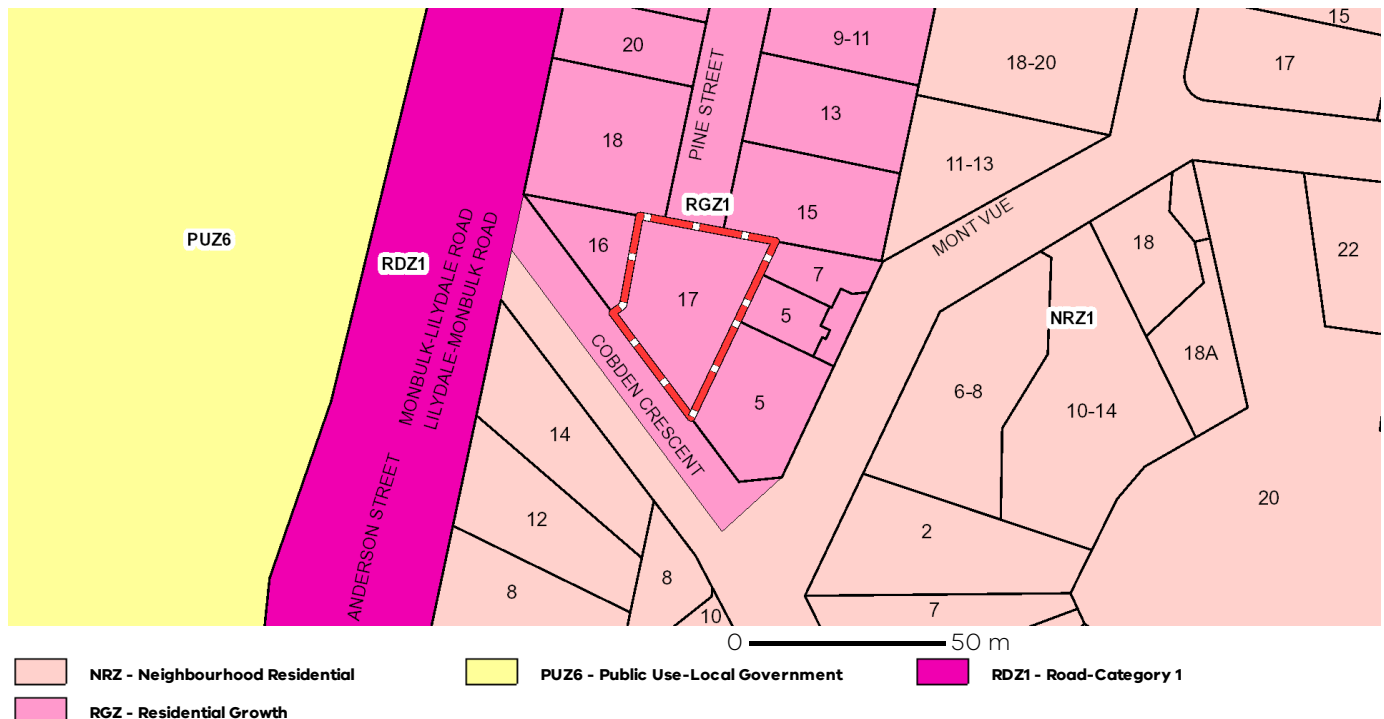 20
9-11
18-20
15
17
PINE STREET
18
13
11-13
RGZ1
15
MONT VUE
PUZ6
RDZ1
MONBULK-LILYDALE ROAD
LILYDALE-MONBULK ROAD
16
17
7
5
18
22
NRZ1
18A
COBDEN CRESCENT
5
6-8
10-14
14
12
20
2
ANDERSON STREET
8
8
10
7
0 50 m
NRZ - Neighbourhood Residential
PUZ6 - Public Use-Local Government
RDZ1 - Road-Category 1
RGZ - Residential Growth